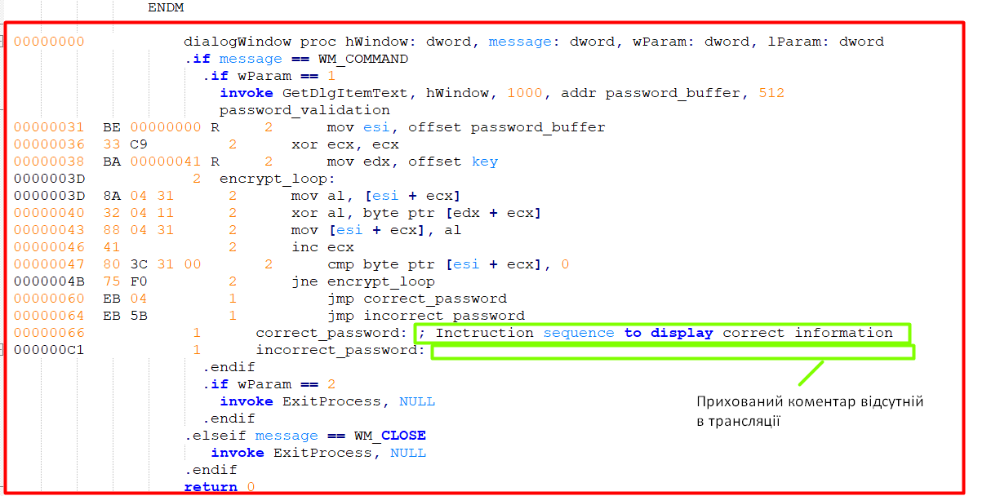 ENDM
00000000 dialogWindow proc hWindow: dword, message: dword, wParam: dword, lParam: dword
.if message == WM_COMMAND
.if wParam == 1
invoke GetDlgItemText, hWindow, 1000, addr password_buffer, 512
password_validation
00000031 BE 00000000 R 2 mov esi, offset password_buffer
00000036 33 C9 2 xor ecx, ecx
00000038 BA 00000041 R 2 mov edx, offset key
0000003D 2 encrypt_loop:
0000003D 8A 04 31 2 mov al, [esi + ecx]
00000040 32 04 11 2 xor al, byte ptr [edx + ecx]
00000043 88 04 31 2 mov [esi + ecx], al
00000046 41 2 inc ecx
00000047 80 3C 31 00 2 cmp byte ptr [esi + ecx], 0
0000004B 75 F0 2 jne encrypt_loop
00000060 EB 04 1 jmp correct_password
00000064 EB 5B 1 jmp incorrect_password
00000066 1 correct_password: ; Inctruction sequence to display correct information
000000C1 1 incorrect_password:
.endif
.if wParam == 2
invoke ExitProcess, NULL
.endif
.elseif message == WM_CLOSE
invoke ExitProcess, NULL
.endif
return 0
Прихований коментар відсутній
в трансляції